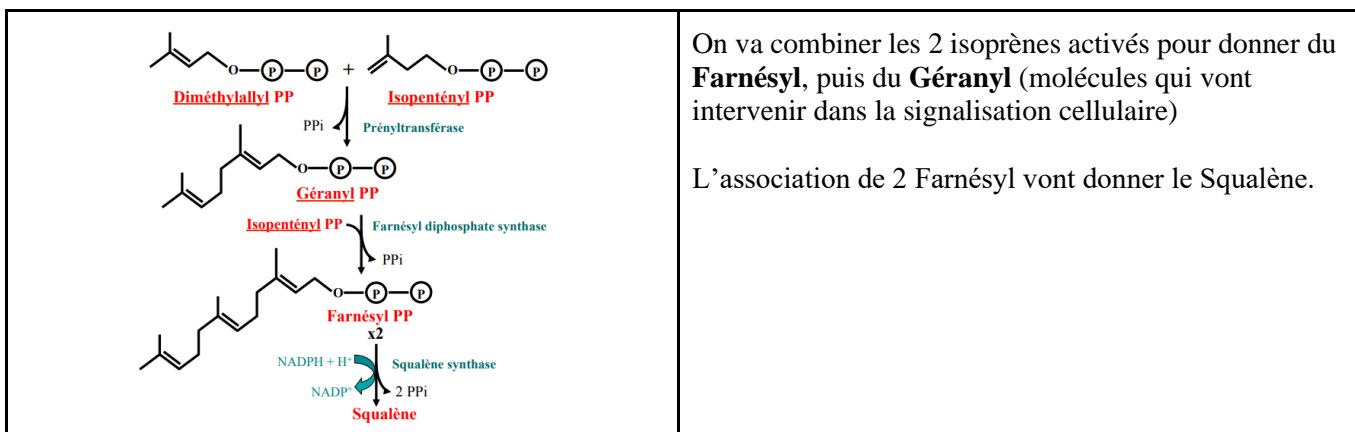 O—P—P + O—P—P
Diméthylallyl PP Isopentényl PP
PPi Prényltransférase
O—P—P
Géranyl PP
Isopentényl PP Farnésyl diphosphate synthase
PPi
O—P—P
Farnésyl PP
x2
NADPH + H⁺ Squalène synthase
NADP⁺ 2 PPi
Squalène
On va combiner les 2 isoprènes activés pour donner du
Farnésyl, puis du Géranyl (molécules qui vont
intervenir dans la signalisation cellulaire)
L’association de 2 Farnésyl vont donner le Squalène.